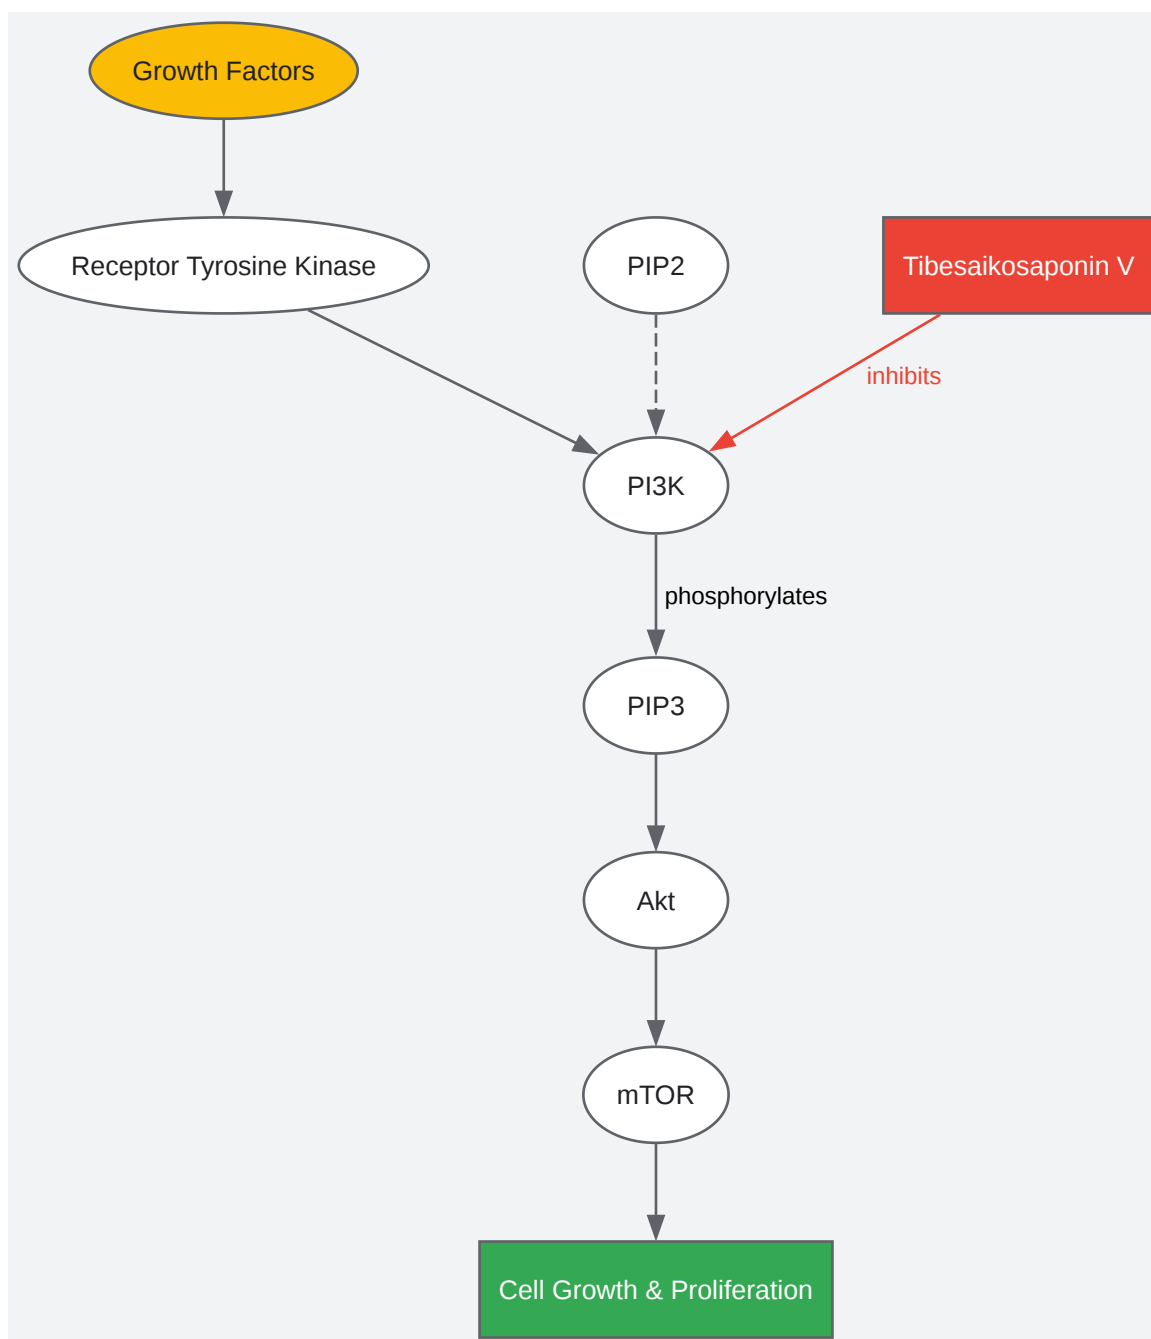 Growth Factors
Receptor Tyrosine Kinase
PIP2
Tibesaikosaponin V
inhibits
PI3K
phosphorylates
PIP3
Akt
mTOR
Cell Growth & Proliferation